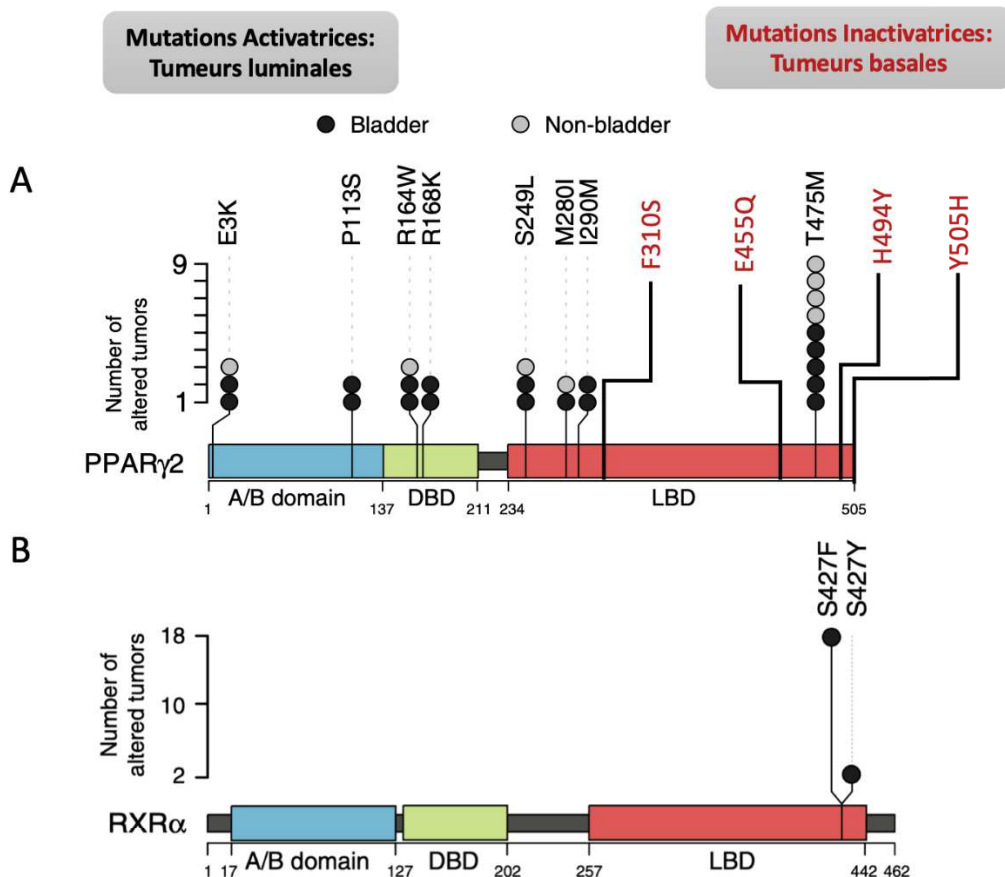 Mutations Activatrices:
Tumeurs luminales
Mutations Inactivatrices:
Tumeurs basales
Bladder
Non-bladder
A
E3K
P113S
R164W
R168K
S249L
M280I
I290M
F310S
E455Q
T475M
H494Y
Y505H
Number of
altered tumors
9
1
PPARγ2
A/B domain
DBD
LBD
1
137
211
234
505
B
S427F
S427Y
Number of
altered tumors
18
10
2
RXRα
A/B domain
DBD
LBD
1
17
127
202
257
442
462